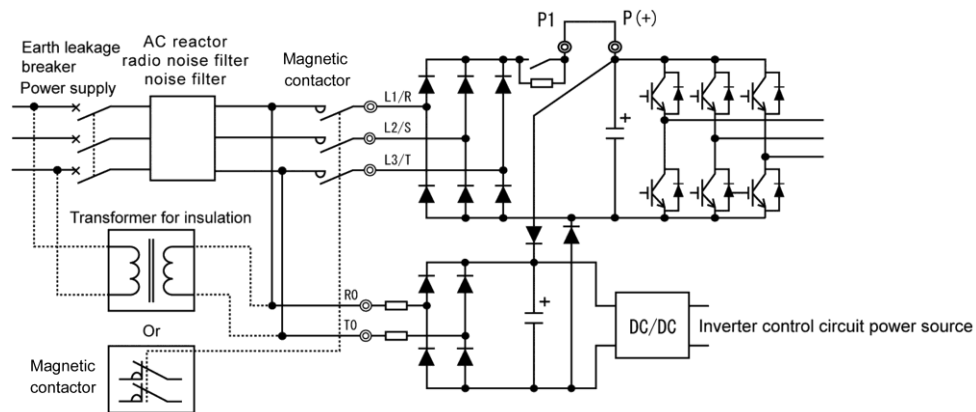 P1
P(+)
Earth leakage
breaker
Power supply
AC reactor
radio noise filter
noise filter
Magnetic
contactor
L1/R
L2/S
L3/T
+
Transformer for insulation
R0
T0
+
Or
Magnetic
contactor
DC/DC
Inverter control circuit power source